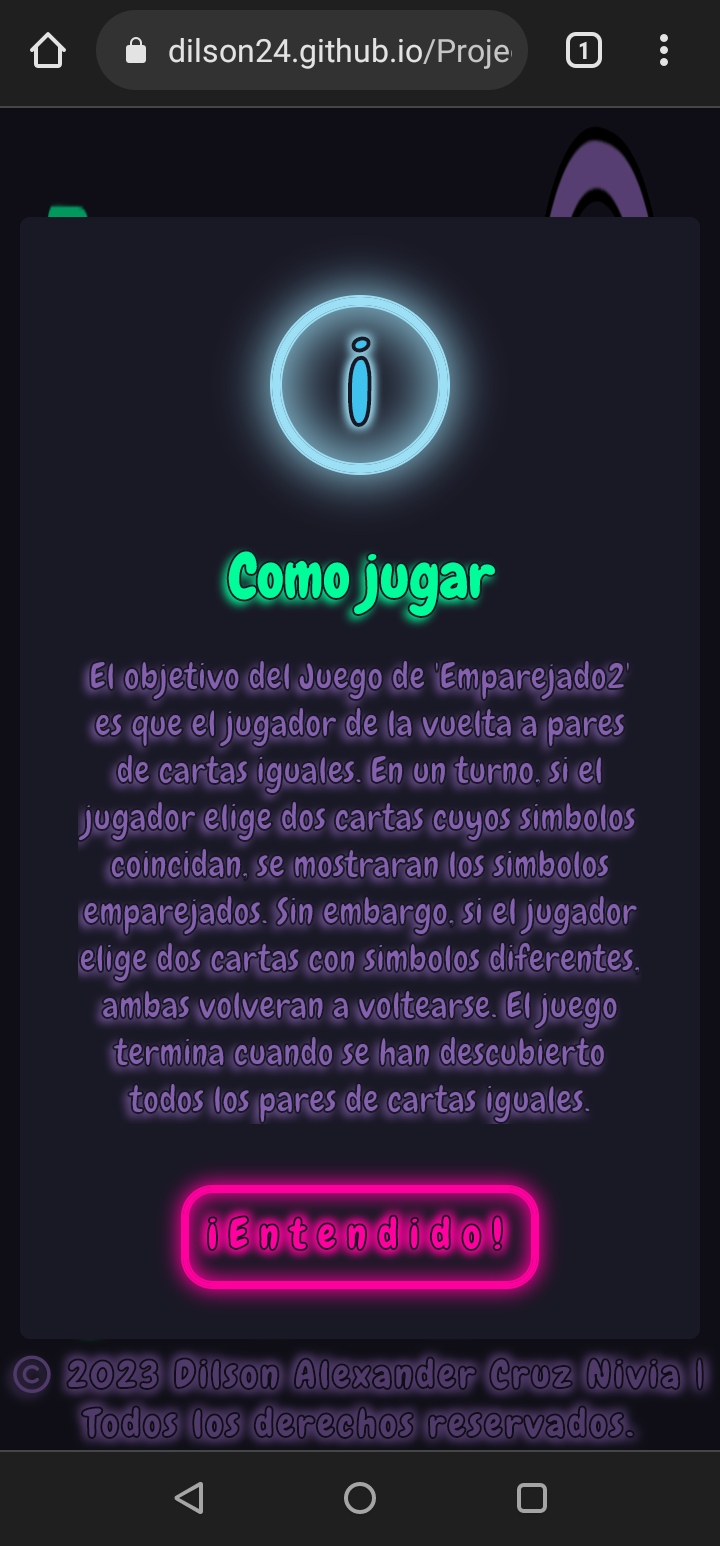 dilson24.github.io/Proje
1
i
Como jugar
El objetivo del Juego de 'Emparejado2'
es que el jugador de la vuelta a pares
de cartas iguales. En un turno, si el
jugador elige dos cartas cuyos simbolos
coincidan, se mostraran los simbolos
emparejados. Sin embargo, si el jugador
elige dos cartas con simbolos diferentes,
ambas volveran a voltearse. El juego
termina cuando se han descubierto
todos los pares de cartas iguales.
¡Entendido!
© 2023 Dilson Alexander Cruz Nivia |
Todos los derechos reservados.